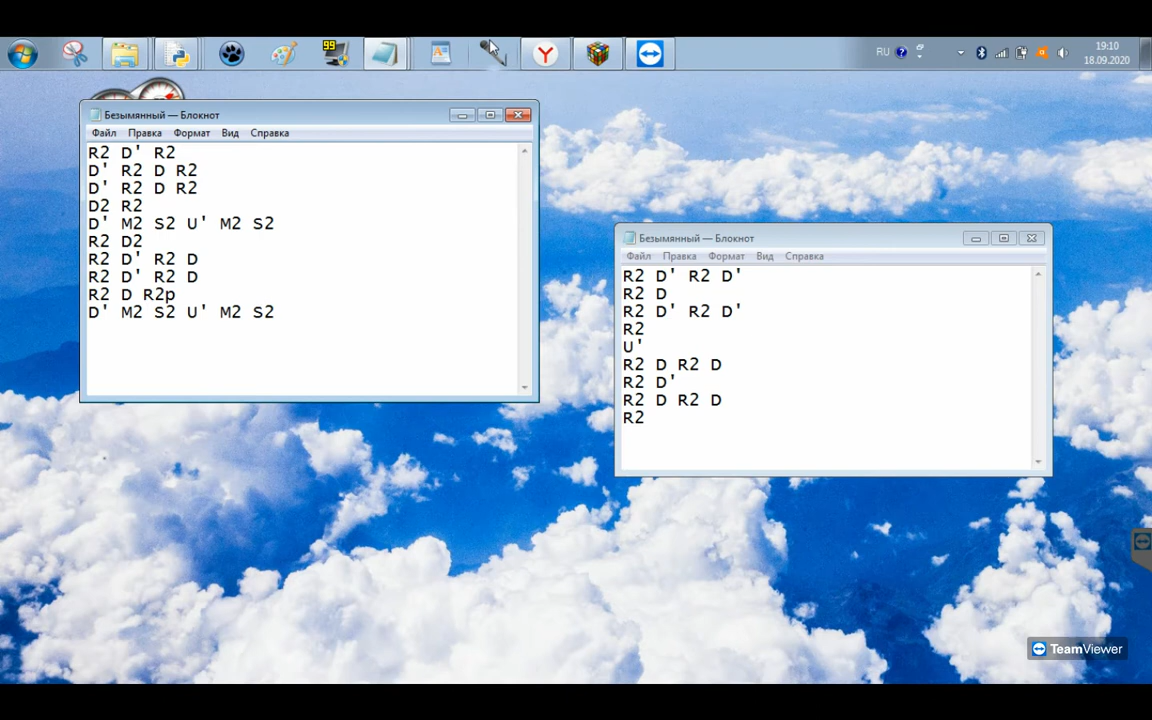 99
RU
19:10
18.09.2020
Безымянный — Блокнот
Файл Правка Формат Вид Справка
R2 D' R2
D' R2 D R2
D' R2 D R2
D2 R2
D' M2 S2 U' M2 S2
R2 D2
R2 D' R2 D
R2 D' R2 D
R2 D R2p
D' M2 S2 U' M2 S2
Безымянный — Блокнот
Файл Правка Формат Вид Справка
R2 D' R2 D'
R2 D
R2 D' R2 D'
R2
U'
R2 D R2 D
R2 D'
R2 D R2 D
R2
TeamViewer